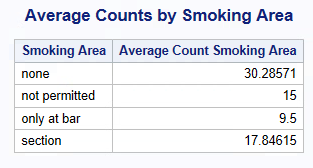 Average Counts by Smoking Area
Smoking Area Average Count Smoking Area
none 30.28571
not permitted 15
only at bar 9.5
section 17.84615